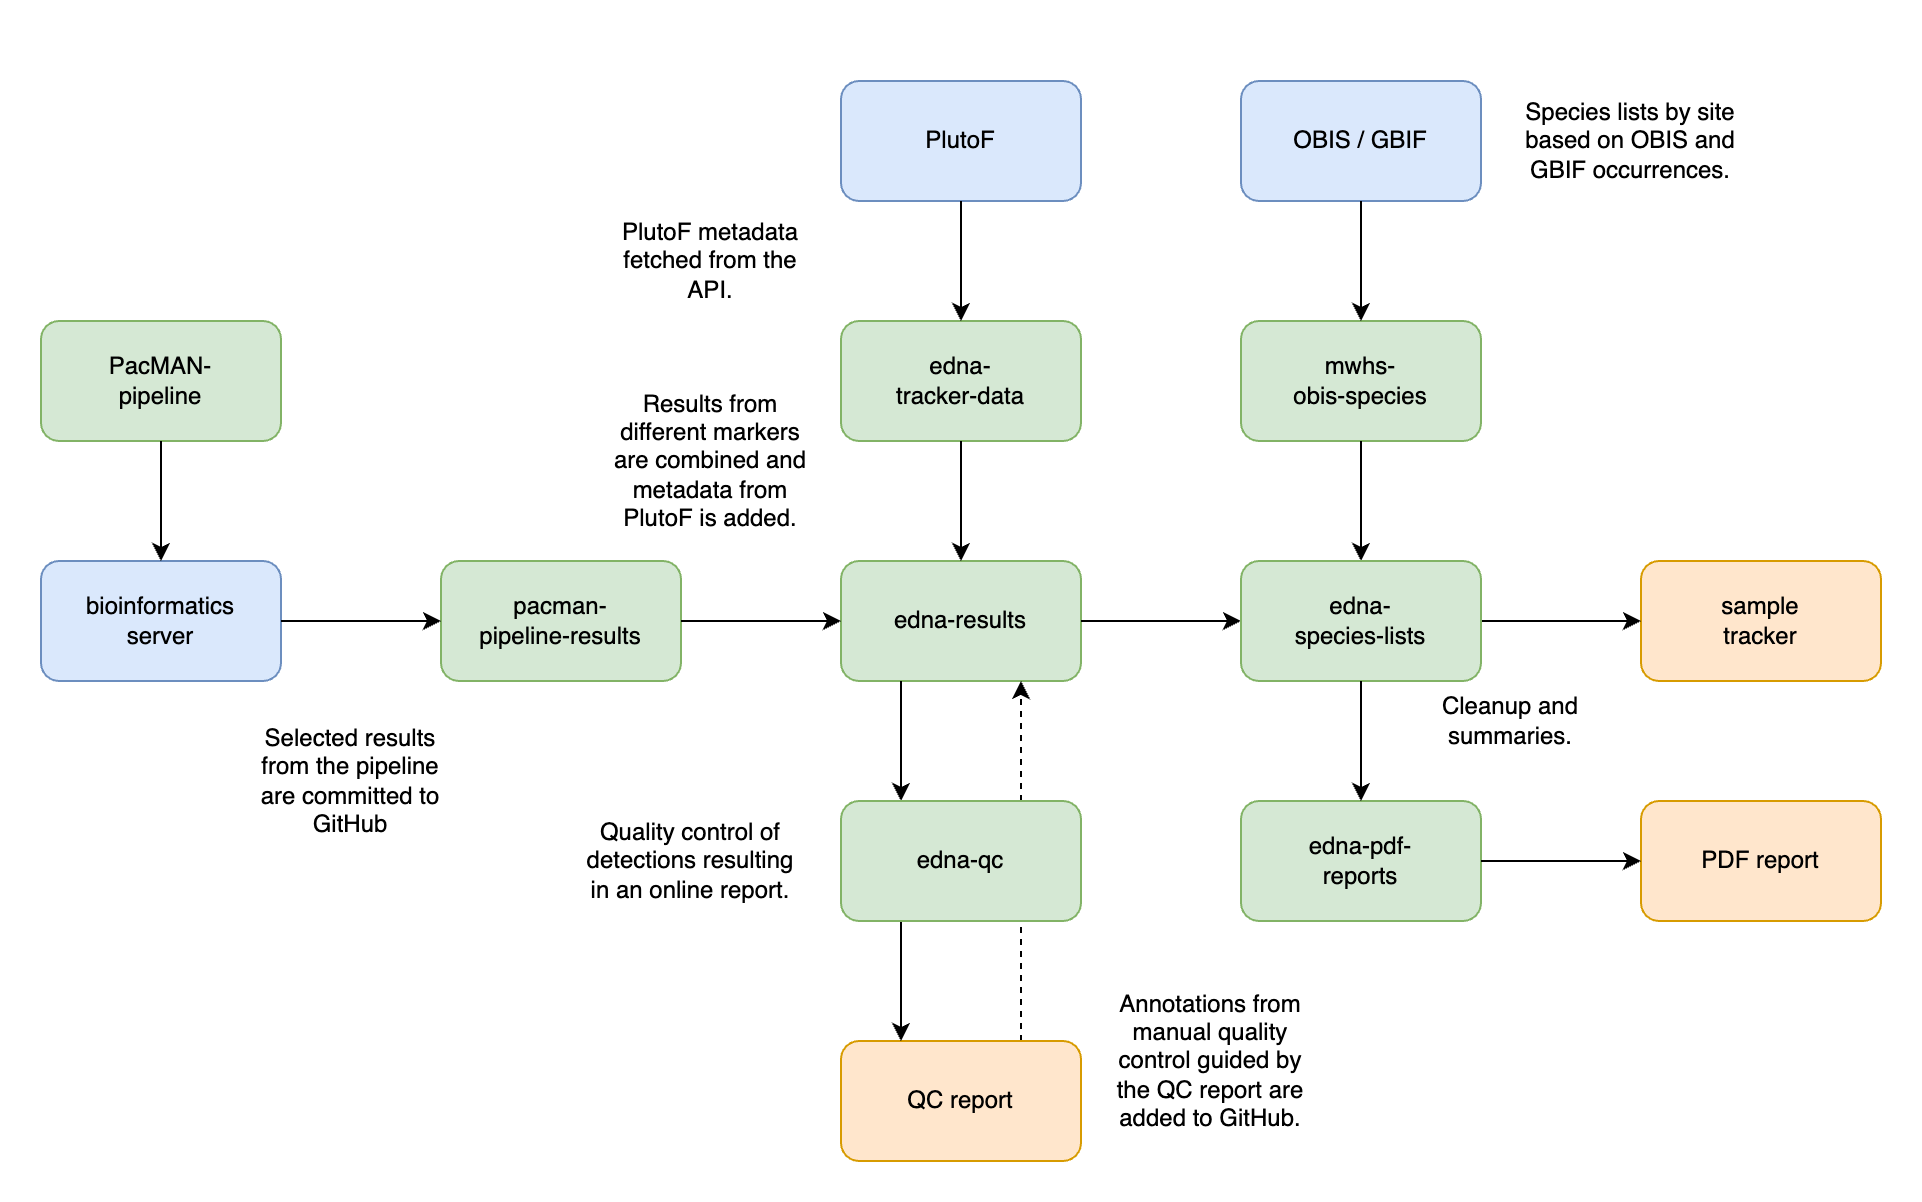 PlutoF
OBIS / GBIF
Species lists by site
based on OBIS and
GBIF occurrences.
PlutoF metadata
fetched from the
API.
PacMAN-
pipeline
edna-
tracker-data
mwhs-
obis-species
Results from
different markers
are combined and
metadata from
PlutoF is added.
bioinformatics
server
pacman-
pipeline-results
edna-results
edna-
species-lists
sample
tracker
Cleanup and
summaries.
Selected results
from the pipeline
are committed to
GitHub
Quality control of
detections resulting
in an online report.
edna-qc
edna-pdf-
reports
PDF report
Annotations from
manual quality
control guided by
the QC report are
added to GitHub.
QC report